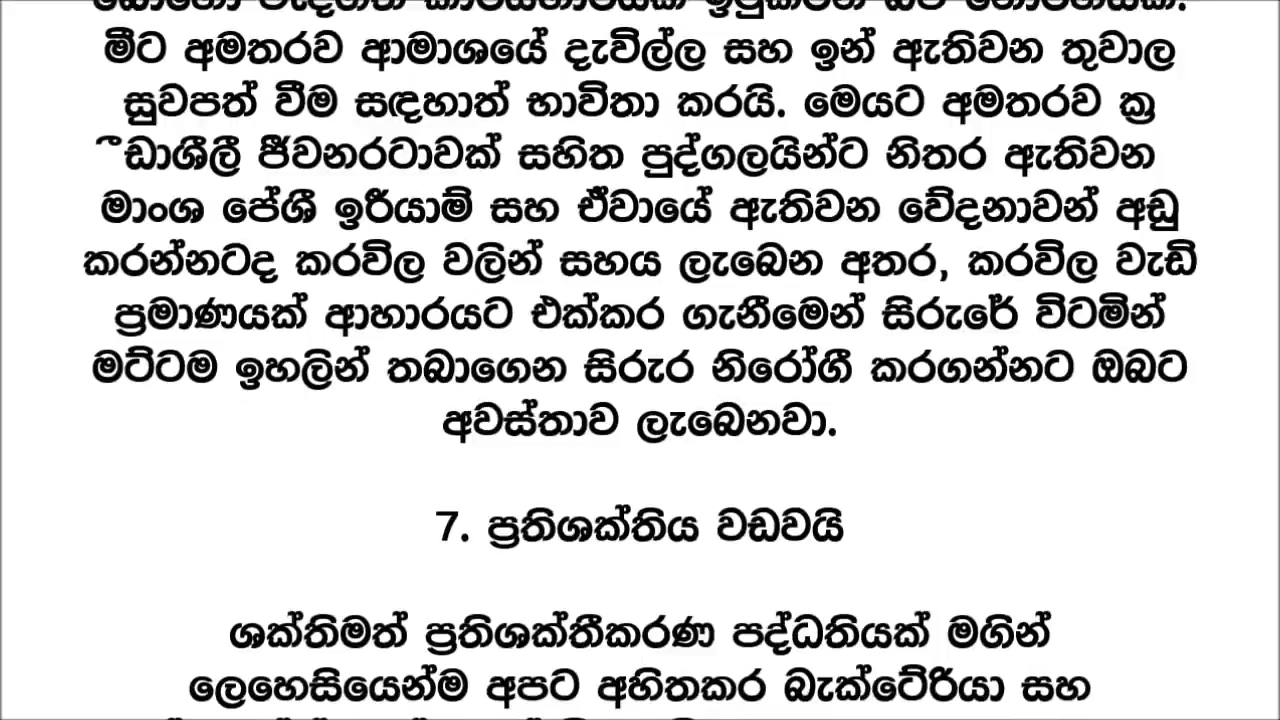 මීට අමතරව ආමාශයේ දැවිල්ල සහ ඉන් ඇතිවන තුවාල
සුවපත් වීම සඳහාත් භාවිතා කරයි. මෙයට අමතරව ක්‍ර
ීඩාශීලී ජීවනරටාවක් සහිත පුද්ගලයින්ට නිතර ඇතිවන
මාංශ පේශී ඉරියාම් සහ ඒවායේ ඇතිවන වේදනාවන් අඩු
කරන්නටද කරවිල වලින් සහය ලැබෙන අතර, කරවිල වැඩි
ප්‍රමාණයක් ආහාරයට එක්කර ගැනීමෙන් සිරුරේ විටමින්
මට්ටම ඉහලින් තබාගෙන සිරුර නිරෝගී කරගන්නට ඔබට
අවස්තාව ලැබෙනවා.
7. ප්‍රතිශක්තිය වඩවයි
ශක්තිමත් ප්‍රතිශක්තීකරණ පද්ධතියක් මගින්
ලෙහෙසියෙන්ම අපට අහිතකර බැක්ටේරියා සහ